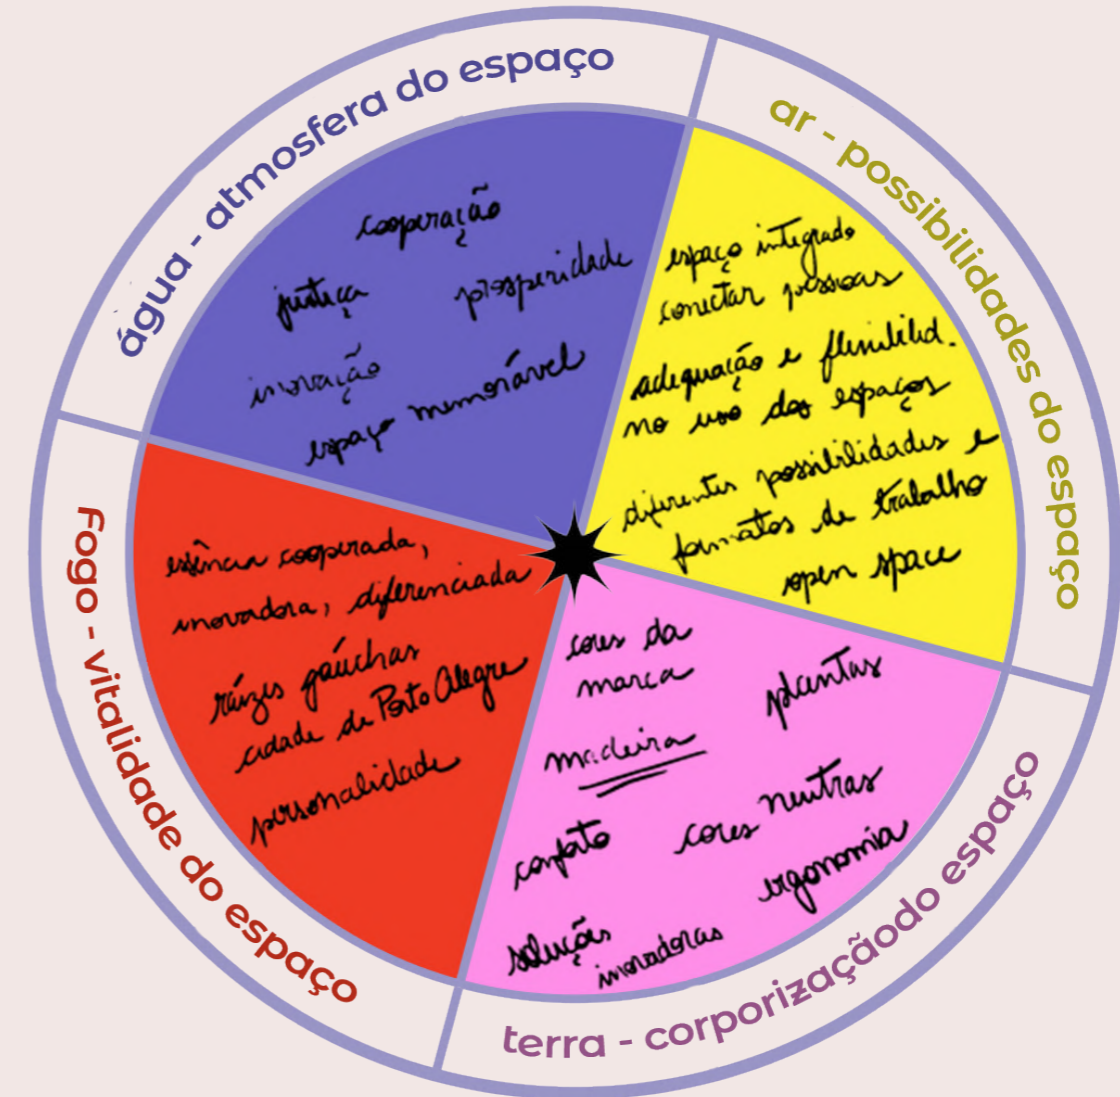 água - atmosfera do espaço
cooperação
justiça
prosperidade
inovação
espaço memorável
ar - possibilidades do espaço
espaço integrado
conectar pessoas
adequação e flexibilid.
no uso dos espaços
diferentes possibilidades e
formatos de trabalho
open space
Fogo - vitalidade do espaço
essência cooperada,
inovadora, diferenciada
raízes gaúchas
cidade de Porto Alegre
personalidade
terra - corporizaçãodo espaço
cores da
marca
plantas
madeira
cores neutras
conforto
ergonomia
soluções
inovadoras